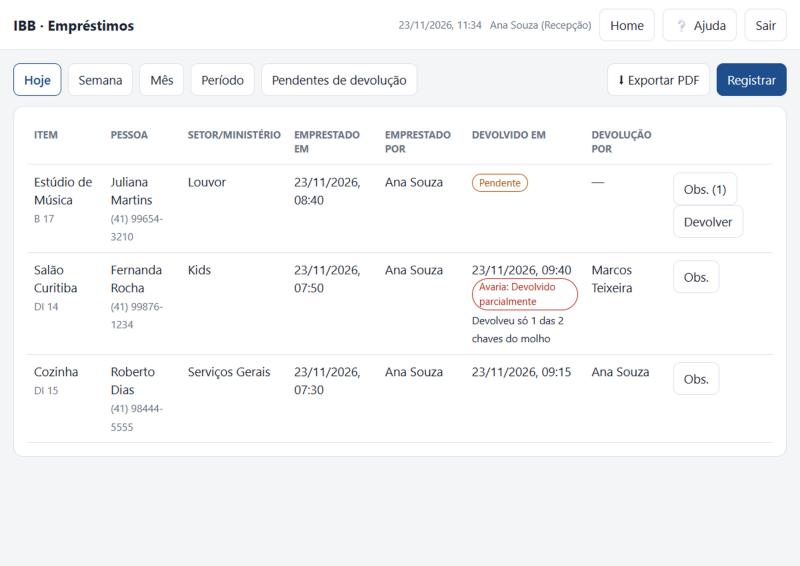 IBB · Empréstimos
23/11/2026, 11:34 Ana Souza (Recepção) Home ❔ Ajuda Sair
Hoje Semana Mês Período Pendentes de devolução ⬇ Exportar PDF Registrar
ITEM PESSOA SETOR/MINISTÉRIO EMPRESTADO EM EMPRESTADO POR DEVOLVIDO EM DEVOLUÇÃO POR
Estúdio de Música
B 17
Juliana Martins
(41) 99654-3210
Louvor
23/11/2026, 08:40
Ana Souza
Pendente
—
Obs. (1)
Devolver
Salão Curitiba
DI 14
Fernanda Rocha
(41) 99876-1234
Kids
23/11/2026, 07:50
Ana Souza
23/11/2026, 09:40
Avaria: Devolvido parcialmente
Devolveu só 1 das 2 chaves do molho
Marcos Teixeira
Obs.
Cozinha
DI 15
Roberto Dias
(41) 98444-5555
Serviços Gerais
23/11/2026, 07:30
Ana Souza
23/11/2026, 09:15
Ana Souza
Obs.